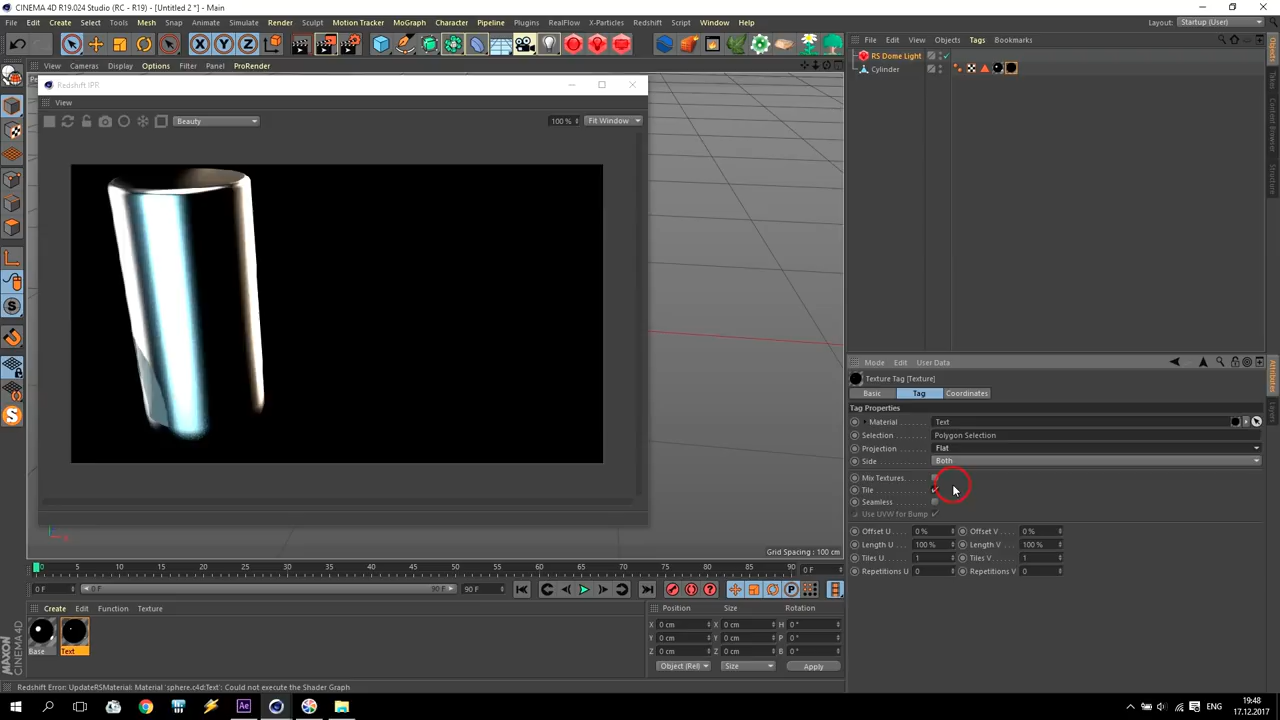 CINEMA 4D R19.024 Studio (RC - R19) - [Untitled 2 *] - Main
File Edit Create Select Tools Mesh Snap Animate Simulate Render Sculpt Motion Tracker MoGraph Character Pipeline Plugins RealFlow X-Particles Redshift Script Window Help
Layout: Startup (User)
View Cameras Display Options Filter Panel ProRender
File Edit View Objects Tags Bookmarks
RS Dome Light
Cylinder
Redshift IPR
View
Beauty
100 %
Fit Window
Objects
Content Browser
Structure
Mode Edit User Data
Texture Tag [Texture]
Basic Tag Coordinates
Tag Properties
Material Text
Selection Polygon Selection
Projection Flat
Side Both
Mix Textures
Tile
Seamless
Use UVW for Bump
Offset U 0 % Offset V 0 %
Length U 100 % Length V 100 %
Tiles U 1 Tiles V 1
Repetitions U 0 Repetitions V 0
Attributes
Layers
Grid Spacing : 100 cm
0 5 10 15 20 25 30 35 40 45 50 55 60 65 70 75 80 85 90 0 F
0 F 0 F 90 F 90 F
Create Edit Function Texture
Base
Text
Position Size Rotation
X 0 cm X 0 cm H 0 °
Y 0 cm Y 0 cm P 0 °
Z 0 cm Z 0 cm B 0 °
Object (Rel) Size Apply
MAXON
CINEMA 4D
Redshift Error: UpdateRSMaterial: Material 'sphere.c4d:Text': Could not execute the Shader Graph
ENG
19:48
17.12.2017